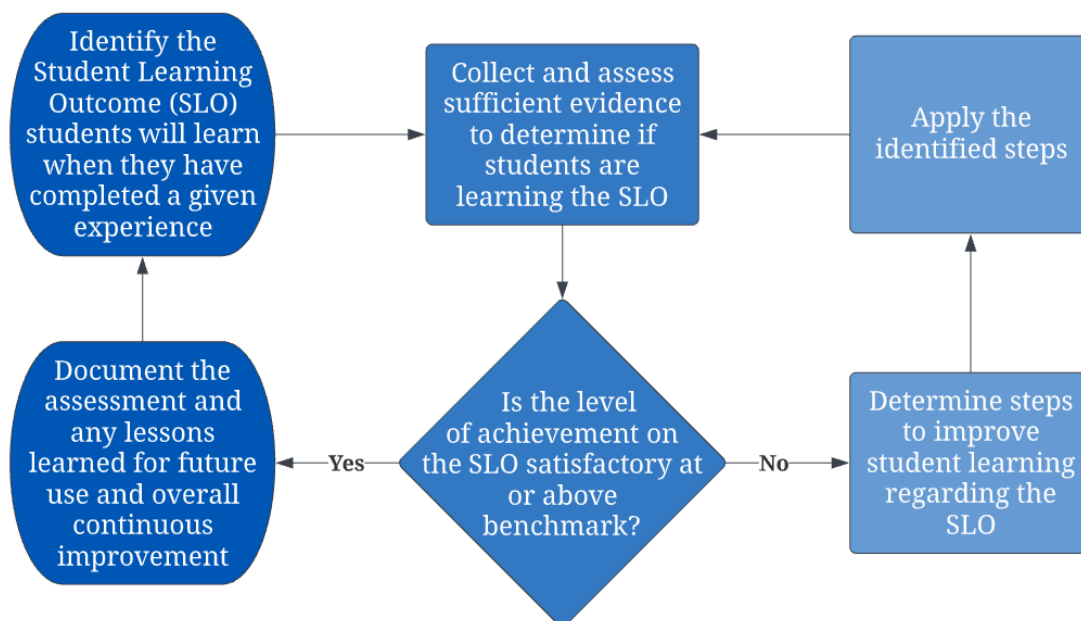 Identify the
Student Learning
Outcome (SLO)
students will learn
when they have
completed a given
experience
Collect and assess
sufficient evidence
to determine if
students are
learning the SLO
Apply the
identified steps
Document the
assessment and
any lessons
learned for future
use and overall
continuous
improvement
Yes
Is the level
of achievement on
the SLO satisfactory at
or above
benchmark?
No
Determine steps
to improve
student learning
regarding the
SLO